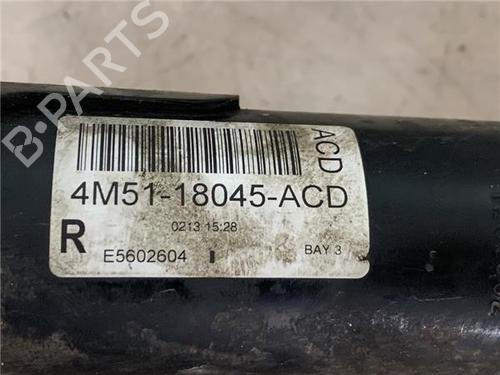 B-PARTS
ACD
4M51-18045-ACD
0213 15:28
R
E5602604
BAY 3